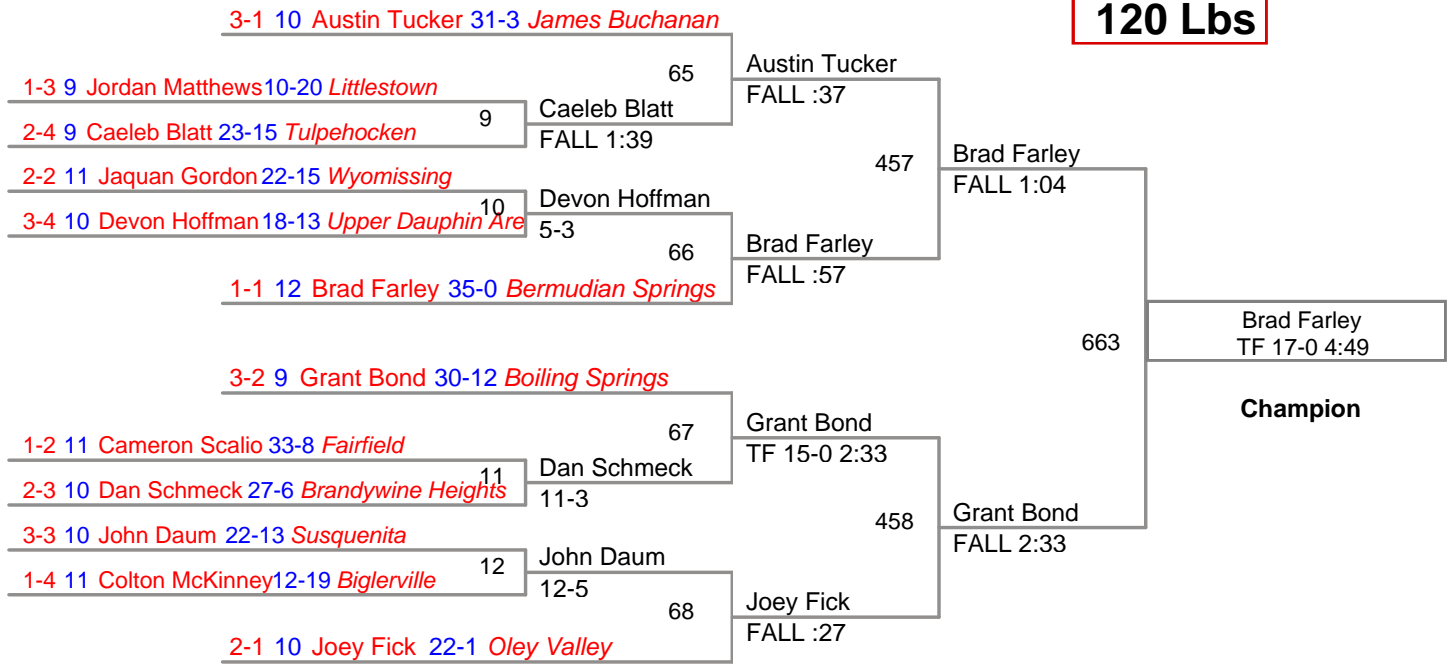 120 Lbs
3-1 10 Austin Tucker 31-3 James Buchanan
65
Austin Tucker
FALL :37
1-3 9 Jordan Matthews 10-20 Littlestown
9
Caeleb Blatt
FALL 1:39
2-4 9 Caeleb Blatt 23-15 Tulpehocken
457
Brad Farley
FALL 1:04
2-2 11 Jaquan Gordon 22-15 Wyomissing
10
Devon Hoffman
5-3
3-4 10 Devon Hoffman 18-13 Upper Dauphin Are
66
Brad Farley
FALL :57
1-1 12 Brad Farley 35-0 Bermudian Springs
663
Brad Farley
TF 17-0 4:49
Champion
3-2 9 Grant Bond 30-12 Boiling Springs
67
Grant Bond
TF 15-0 2:33
1-2 11 Cameron Scalio 33-8 Fairfield
11
Dan Schmeck
11-3
2-3 10 Dan Schmeck 27-6 Brandywine Heights
458
Grant Bond
FALL 2:33
3-3 10 John Daum 22-13 Susquenita
12
John Daum
12-5
1-4 11 Colton McKinney 12-19 Biglerville
68
Joey Fick
FALL :27
2-1 10 Joey Fick 22-1 Oley Valley